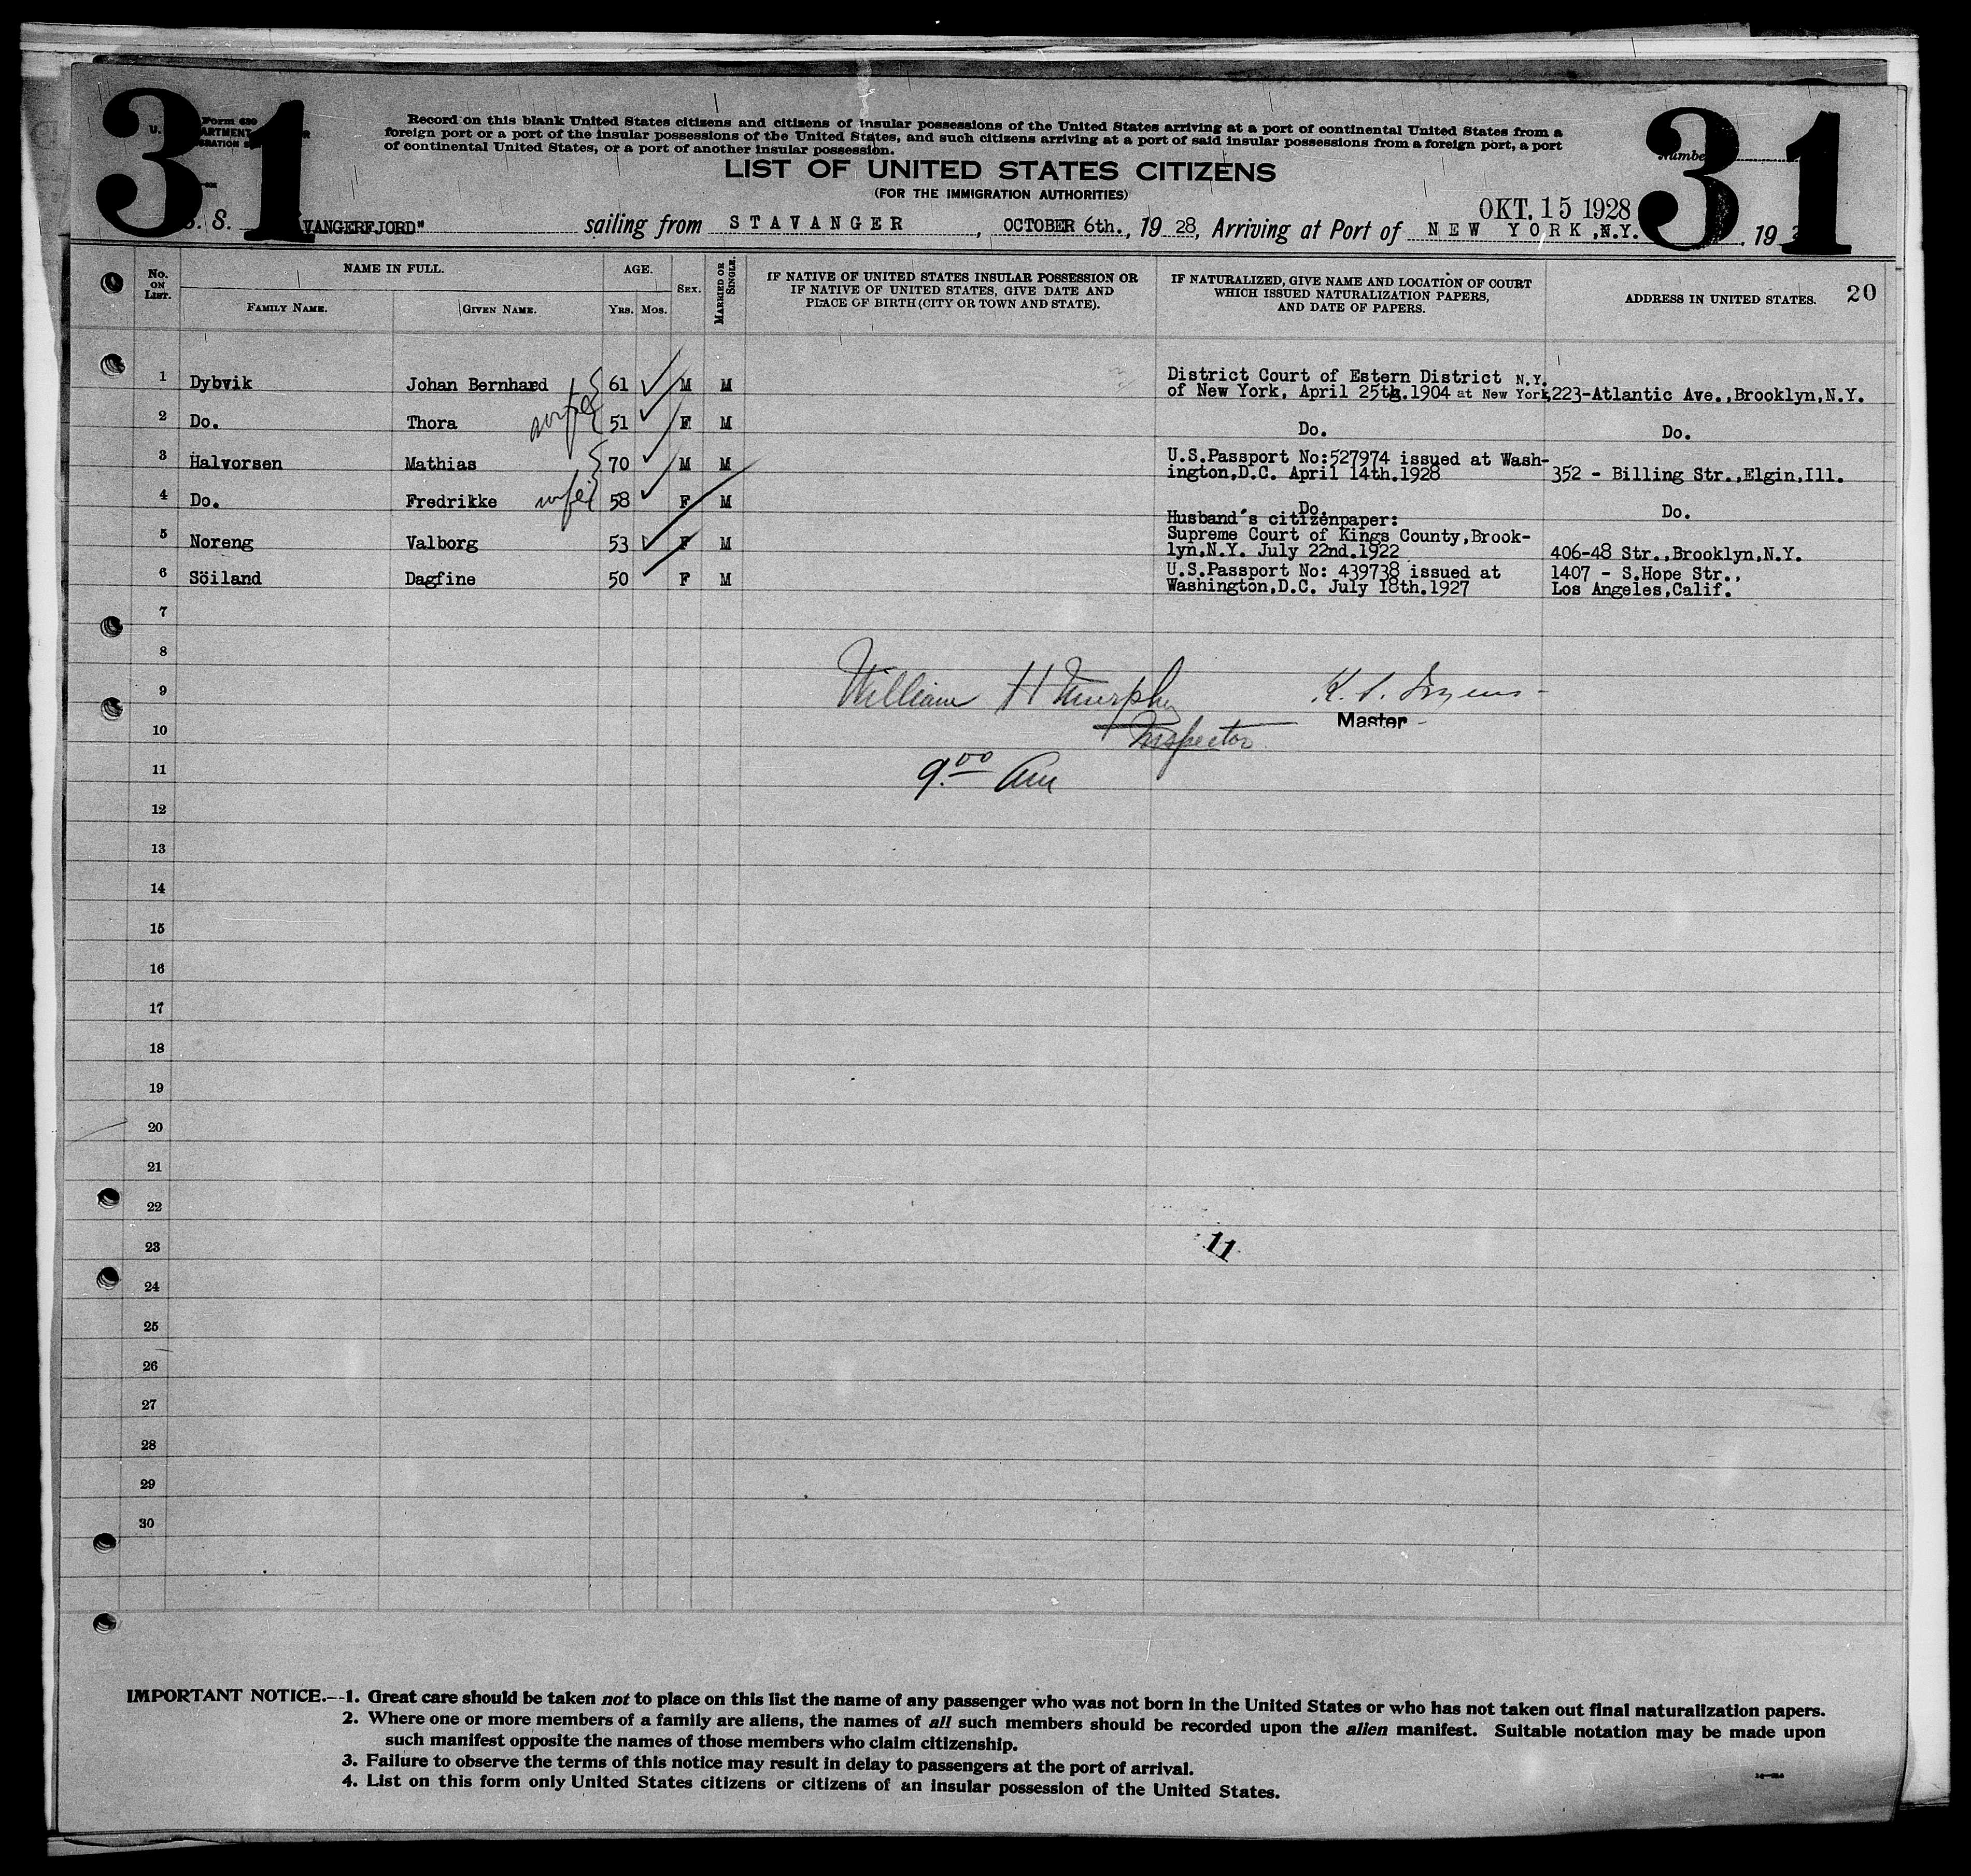 31
31
Form 630
U.
ARTMENT
Record on this blank United States citizens and citizens of insular possessions of the United States arriving at a port of continental United States from a
foreign port or a port of the insular possessions of the United States, and such citizens arriving at a port of said insular possessions from a foreign port, a port
of continental United States, or a port of another insular possession.
LIST OF UNITED STATES CITIZENS
(FOR THE IMMIGRATION AUTHORITIES)
Number
OKT. 15 1928
S. S. VANGERFJORD" sailing from STAVANGER, OCTOBER 6th., 1928, Arriving at Port of NEW YORK,N.Y. , 19
No. ON LIST.
NAME IN FULL.
FAMILY NAME. GIVEN NAME.
AGE.
YRS. MOS.
SEX.
MARRIED OR SINGLE.
IF NATIVE OF UNITED STATES INSULAR POSSESSION OR
IF NATIVE OF UNITED STATES, GIVE DATE AND
PLACE OF BIRTH (CITY OR TOWN AND STATE).
IF NATURALIZED, GIVE NAME AND LOCATION OF COURT
WHICH ISSUED NATURALIZATION PAPERS,
AND DATE OF PAPERS.
ADDRESS IN UNITED STATES. 20
1 Dybvik Johan Bernhard 61 M M District Court of Estern District N.Y.
of New York, April 25th.1904 at New York, 223-Atlantic Ave.,Brooklyn,N.Y.
2 Do. Thora wife 51 F M Do. Do.
3 Halvorsen Mathias 70 M M U.S.Passport No:527974 issued at Wash-
ington,D.C. April 14th.1928 352 - Billing Str.,Elgin,Ill.
4 Do. Fredrikke wife 58 F M Do. Do.
Husband's citizenpaper:
5 Noreng Valborg 53 F M Supreme Court of Kings County,Brook-
lyn,N.Y. July 22nd.1922 406-48 Str.,Brooklyn,N.Y.
6 Söiland Dagfine 50 F M U.S.Passport No: 439738 issued at 1407 - S.Hope Str.,
Washington,D.C. July 18th.1927 Los Angeles,Calif.
7
8
9 William H Murphy
Master
10 Inspector
11 9.00 Am
12
13
14
15
16
17
18
19
20
21
22
23 11
24
25
26
27
28
29
30
IMPORTANT NOTICE.--1. Great care should be taken not to place on this list the name of any passenger who was not born in the United States or who has not taken out final naturalization papers.
2. Where one or more members of a family are aliens, the names of all such members should be recorded upon the alien manifest. Suitable notation may be made upon
such manifest opposite the names of those members who claim citizenship.
3. Failure to observe the terms of this notice may result in delay to passengers at the port of arrival.
4. List on this form only United States citizens or citizens of an insular possession of the United States.